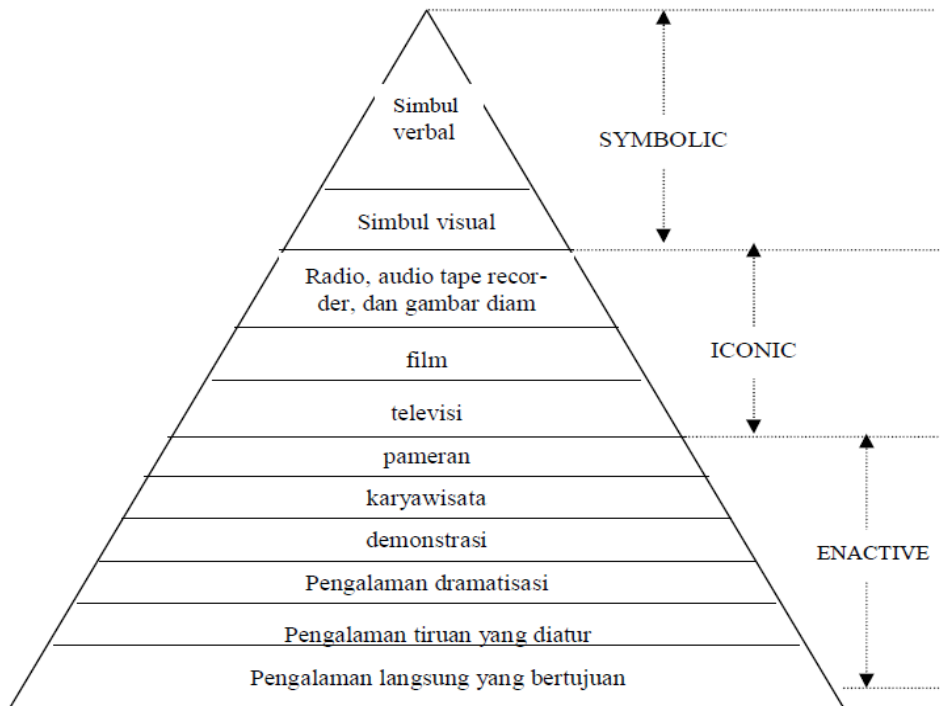 Simbul
verbal
SYMBOLIC
Simbul visual
Radio, audio tape recor-
der, dan gambar diam
ICONIC
film
televisi
pameran
karyawisata
demonstrasi
ENACTIVE
Pengalaman dramatisasi
Pengalaman tiruan yang diatur
Pengalaman langsung yang bertujuan